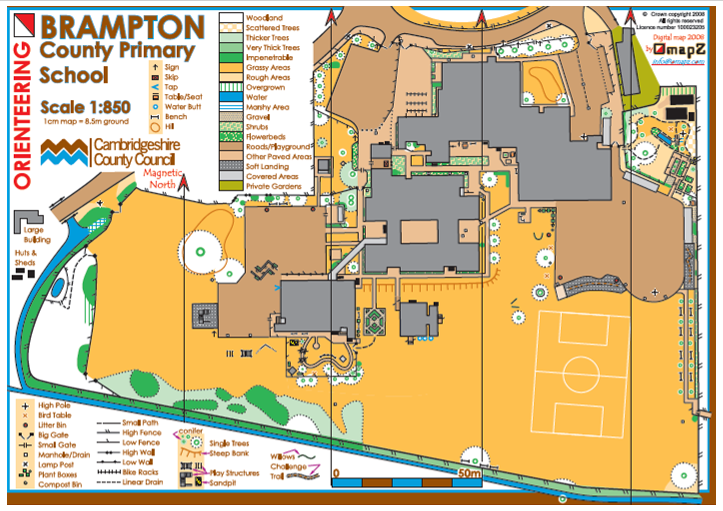 BRAMPTON
County Primary
School
ORIENTEERING
Scale 1:850
1cm map = 8.5m ground
Cambridgeshire
County Council
Magnetic
North
Sign
Skip
Tap
Table/Seat
Water Butt
Bench
Hill
Woodland
Scattered Trees
Thicker Trees
Very Thick Trees
Impenetrable
Grassy Areas
Rough Areas
Overgrown
Water
Marshy Area
Gravel
Shrubs
Flowerbeds
Roads/Playground
Other Paved Areas
Soft Landing
Covered Areas
Private Gardens
© Crown copyright 2008
All rights reserved
Licence number 100023205
Digital map 2008
by mapZ
Large
Building
Huts &
Sheds
High Pole
Bird Table
Litter Bin
Big Gate
Small Gate
Manhole/Drain
Lamp Post
Plant Boxes
Compost Bin
Small Path
High Fence
Low Fence
High Wall
Low Wall
Bike Racks
Linear Drain
conifer
Single Trees
Steep Bank
Play Structures
Sandpit
Willows
Challenge
Trail
0
50m